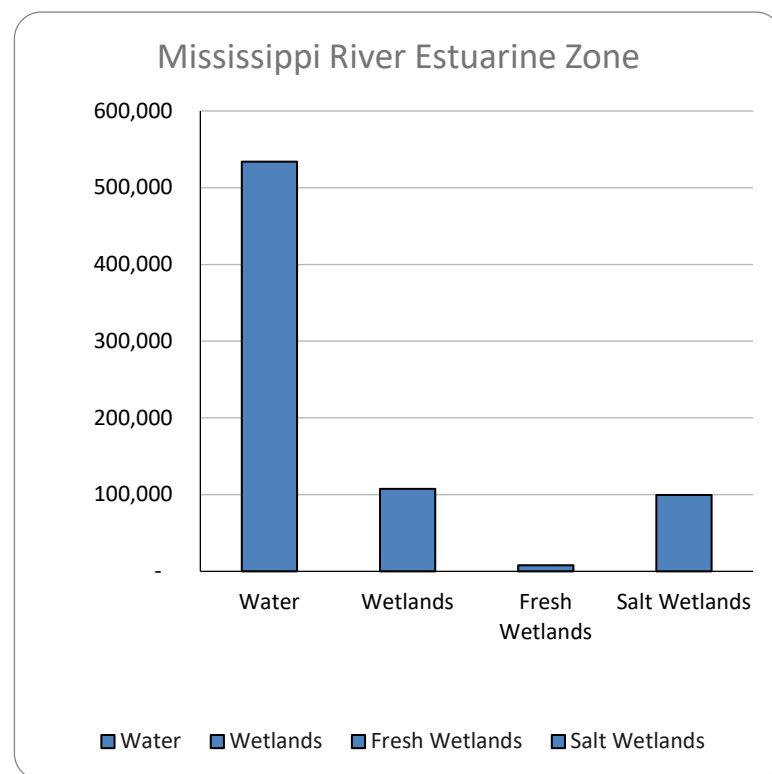 Mississippi River Estuarine Zone
600,000
500,000
400,000
300,000
200,000
100,000
-
Water
Wetlands
Fresh
Wetlands
Salt Wetlands
Water Wetlands Fresh Wetlands Salt Wetlands